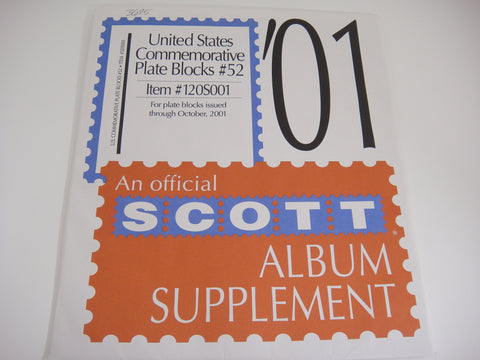 3685
United States
Commemorative
Plate Blocks #52
Item #120S001
For plate blocks issued
through October, 2001
'01
An official
SCOTT®
ALBUM
SUPPLEMENT